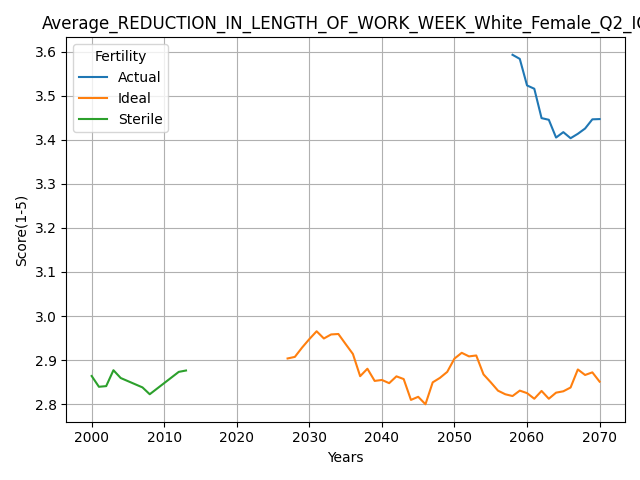 Average_REDUCTION_IN_LENGTH_OF_WORK_WEEK_White_Female_Q2_IQ
Fertility
Actual
Ideal
Sterile
Score(1-5)
3.6
3.5
3.4
3.3
3.2
3.1
3.0
2.9
2.8
2000
2010
2020
2030
2040
2050
2060
2070
Years